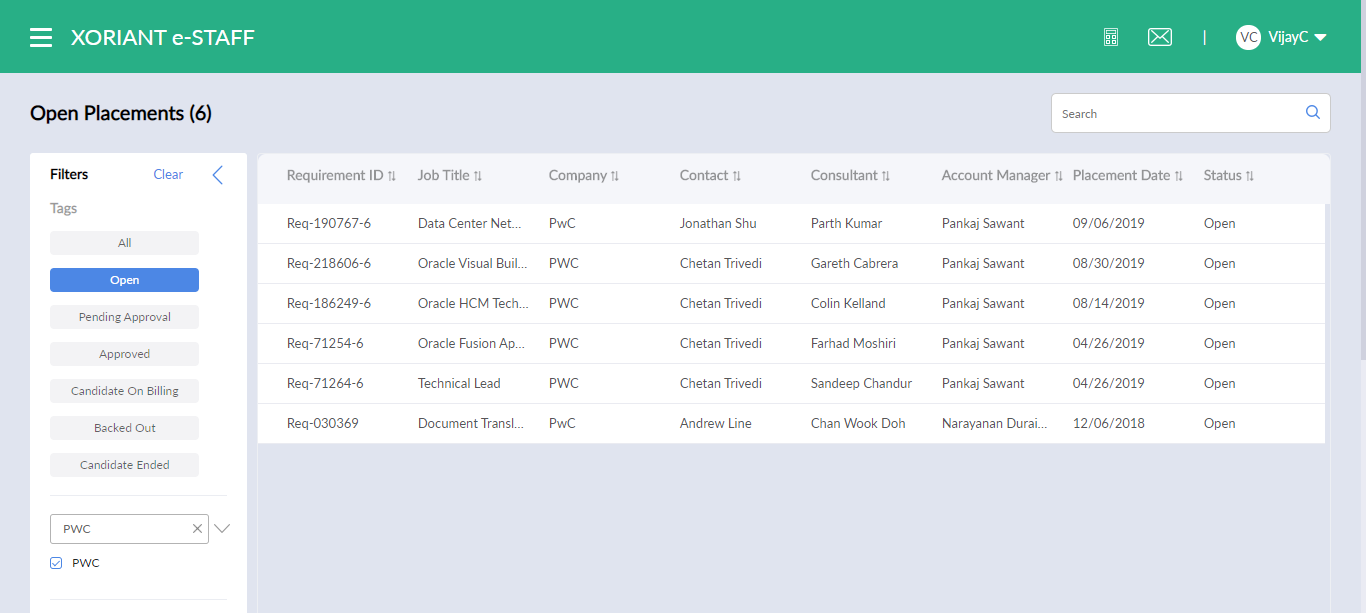 XORIANT e-STAFF
| VC VijayC
Open Placements (6)
Search
Filters Clear
Tags
All
Open
Pending Approval
Approved
Candidate On Billing
Backed Out
Candidate Ended
PWC
PWC
Requirement ID Job Title Company Contact Consultant Account Manager Placement Date Status
Req-190767-6 Data Center Net... PwC Jonathan Shu Parth Kumar Pankaj Sawant 09/06/2019 Open
Req-218606-6 Oracle Visual Buil... PWC Chetan Trivedi Gareth Cabrera Pankaj Sawant 08/30/2019 Open
Req-186249-6 Oracle HCM Tech... PWC Chetan Trivedi Colin Kelland Pankaj Sawant 08/14/2019 Open
Req-71254-6 Oracle Fusion Ap... PWC Chetan Trivedi Farhad Moshiri Pankaj Sawant 04/26/2019 Open
Req-71264-6 Technical Lead PWC Chetan Trivedi Sandeep Chandur Pankaj Sawant 04/26/2019 Open
Req-030369 Document Transl... PwC Andrew Line Chan Wook Doh Narayanan Durai... 12/06/2018 Open